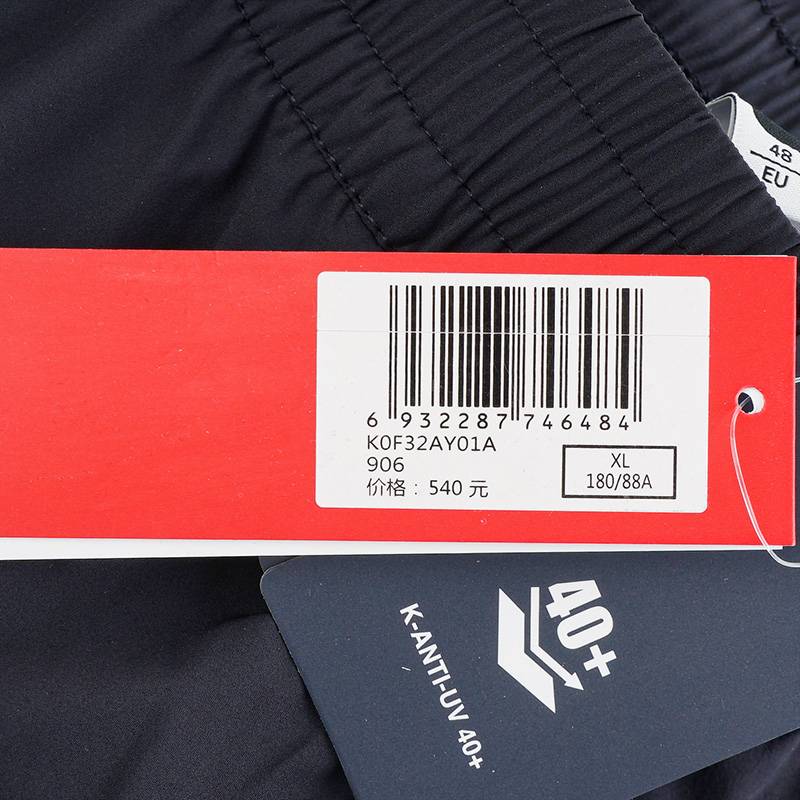 48
EU
6 932287 746484
K0F32AY01A
906
价格：540 元
XL
180/88A
40+
K-ANTI-UV 40+